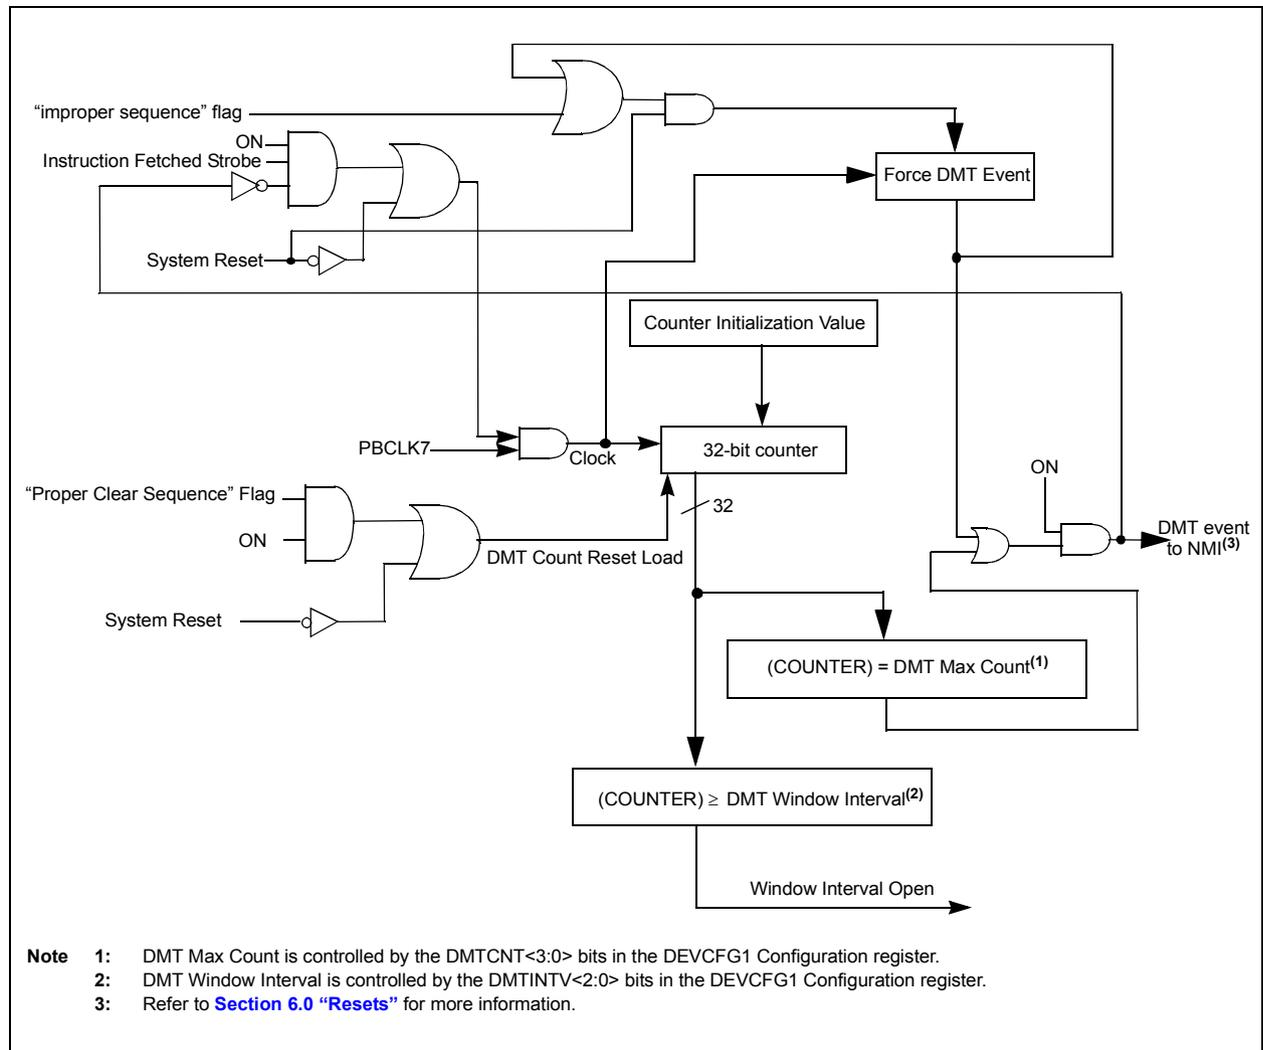 “improper sequence” flag
ON
Instruction Fetched Strobe
Force DMT Event
System Reset
Counter Initialization Value
PBCLK7
Clock
32-bit counter
ON
“Proper Clear Sequence” Flag
32
ON
DMT Count Reset Load
DMT event
to NMI(3)
System Reset
(COUNTER) = DMT Max Count(1)
(COUNTER) ≥ DMT Window Interval(2)
Window Interval Open
Note 1: DMT Max Count is controlled by the DMTCNT<3:0> bits in the DEVCFG1 Configuration register.
2: DMT Window Interval is controlled by the DMTINTV<2:0> bits in the DEVCFG1 Configuration register.
3: Refer to Section 6.0 “Resets” for more information.